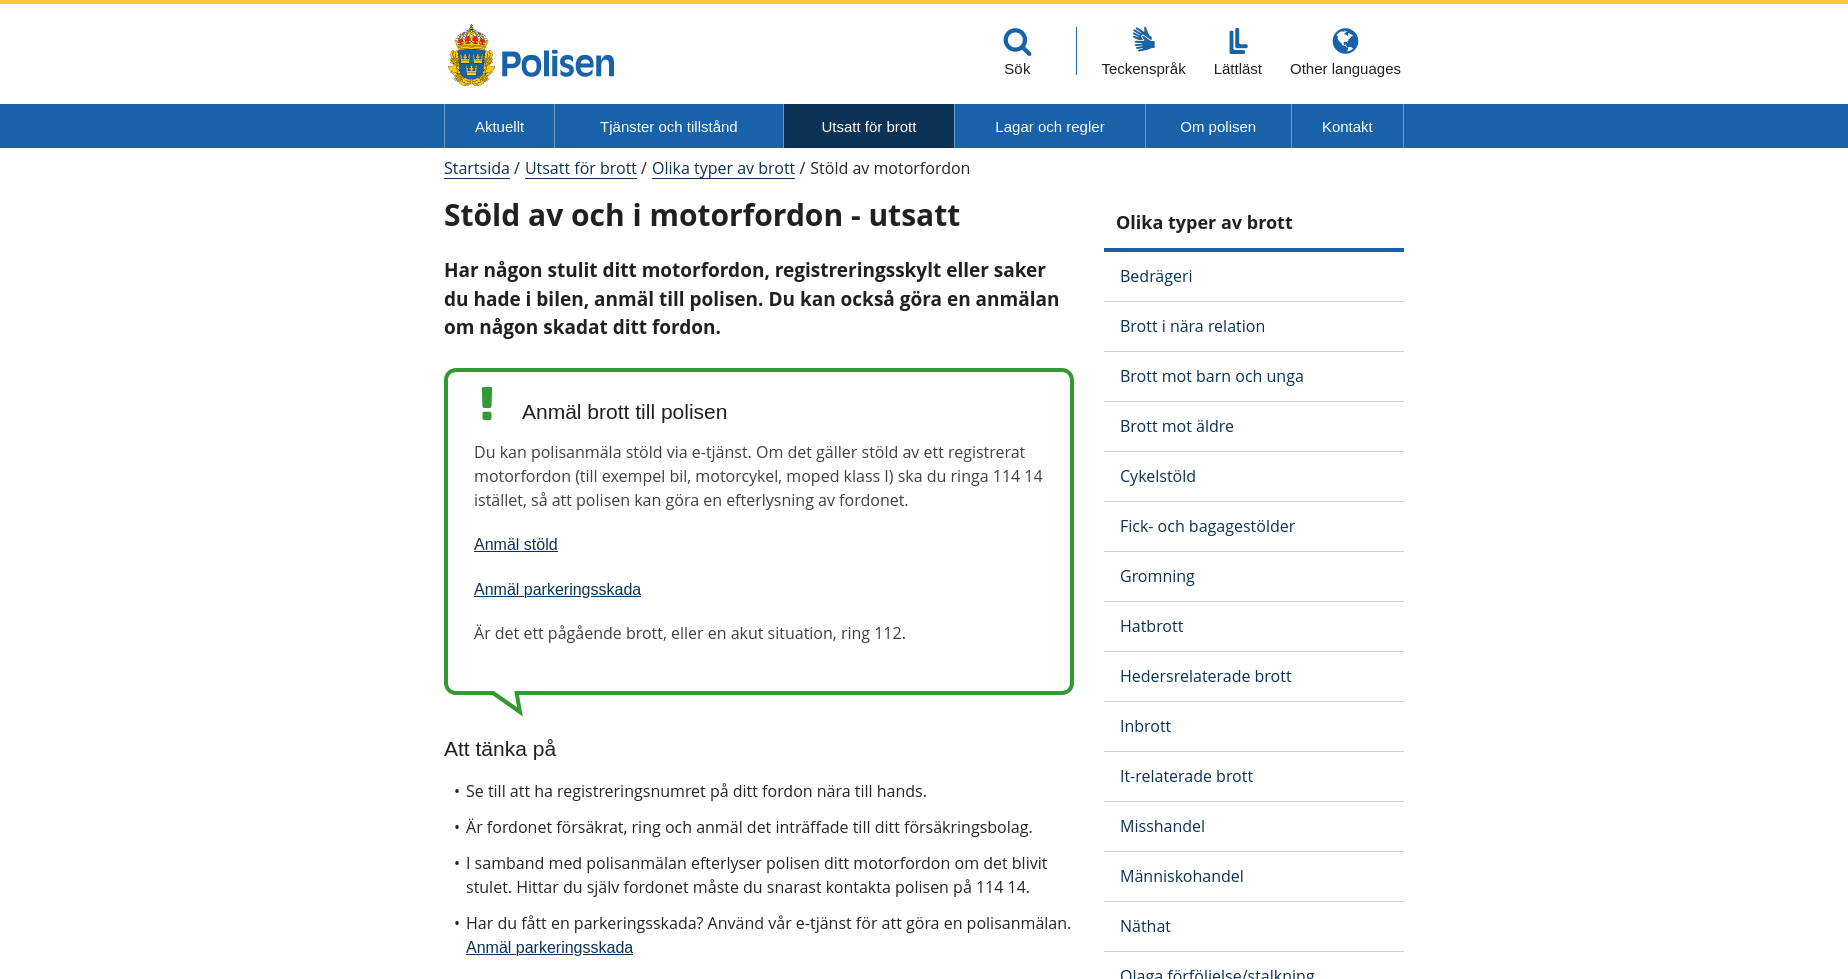 Polisen
Sök
Teckenspråk
Lättläst
Other languages
Aktuellt
Tjänster och tillstånd
Utsatt för brott
Lagar och regler
Om polisen
Kontakt
Startsida / Utsatt för brott / Olika typer av brott / Stöld av motorfordon
Stöld av och i motorfordon - utsatt
Har någon stulit ditt motorfordon, registreringsskylt eller saker
du hade i bilen, anmäl till polisen. Du kan också göra en anmälan
om någon skadat ditt fordon.
Anmäl brott till polisen
Du kan polisanmäla stöld via e-tjänst. Om det gäller stöld av ett registrerat
motorfordon (till exempel bil, motorcykel, moped klass I) ska du ringa 114 14
istället, så att polisen kan göra en efterlysning av fordonet.
Anmäl stöld
Anmäl parkeringsskada
Är det ett pågående brott, eller en akut situation, ring 112.
Att tänka på
• Se till att ha registreringsnumret på ditt fordon nära till hands.
• Är fordonet försäkrat, ring och anmäl det inträffade till ditt försäkringsbolag.
• I samband med polisanmälan efterlyser polisen ditt motorfordon om det blivit
stulet. Hittar du själv fordonet måste du snarast kontakta polisen på 114 14.
• Har du fått en parkeringsskada? Använd vår e-tjänst för att göra en polisanmälan.
Anmäl parkeringsskada
Olika typer av brott
Bedrägeri
Brott i nära relation
Brott mot barn och unga
Brott mot äldre
Cykelstöld
Fick- och bagagestölder
Gromning
Hatbrott
Hedersrelaterade brott
Inbrott
It-relaterade brott
Misshandel
Människohandel
Näthat
Olaga förföljelse/stalkning